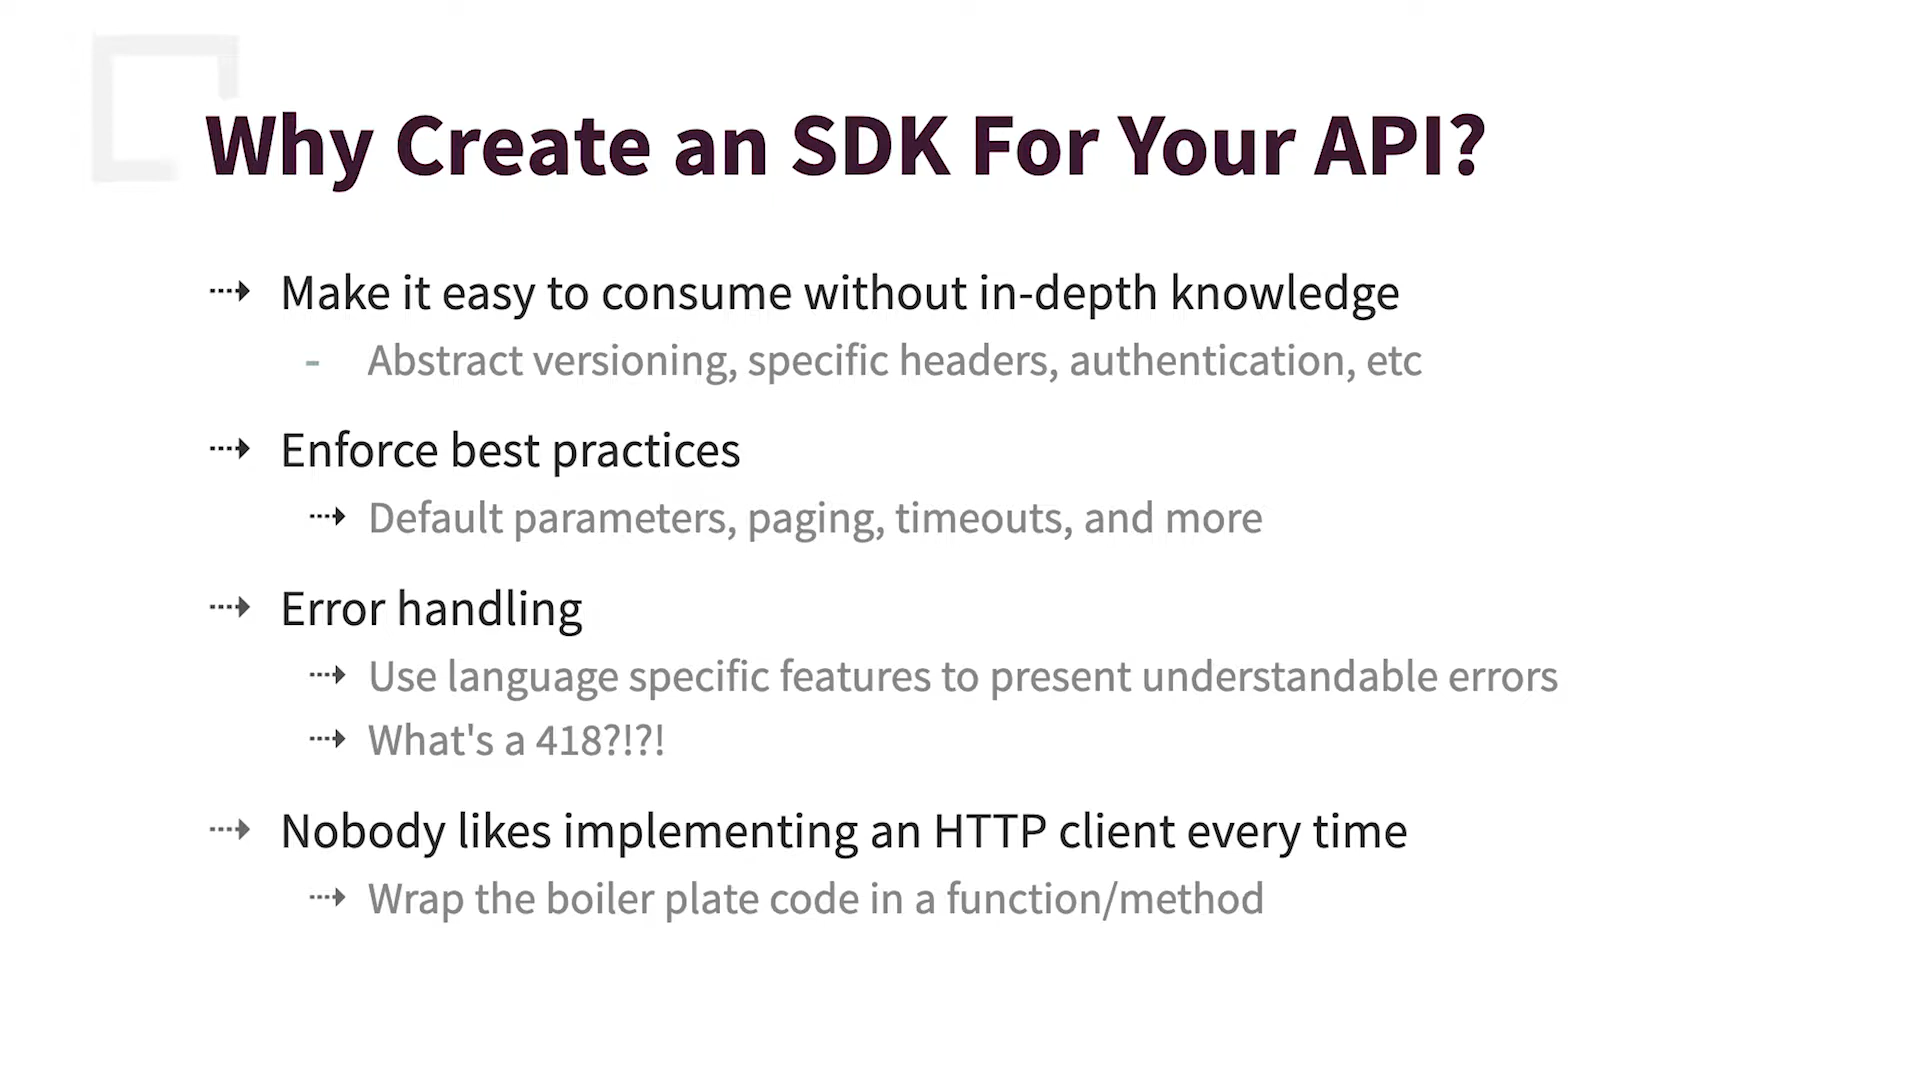 Why Create an SDK For Your API?
⤑ Make it easy to consume without in-depth knowledge
- Abstract versioning, specific headers, authentication, etc
⤑ Enforce best practices
⤑ Default parameters, paging, timeouts, and more
⤑ Error handling
⤑ Use language specific features to present understandable errors
⤑ What's a 418?!?!
⤑ Nobody likes implementing an HTTP client every time
⤑ Wrap the boiler plate code in a function/method